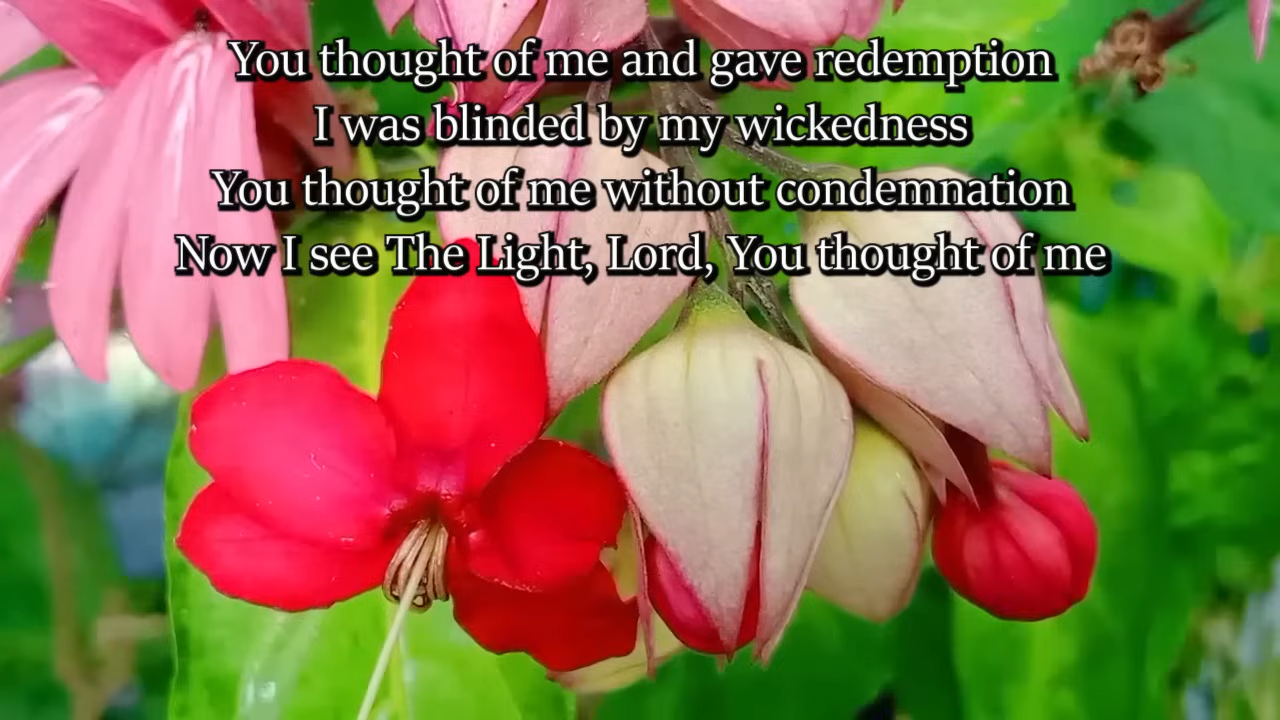 You thought of me and gave redemption
I was blinded by my wickedness
You thought of me without condemnation
Now I see The Light, Lord, You thought of me